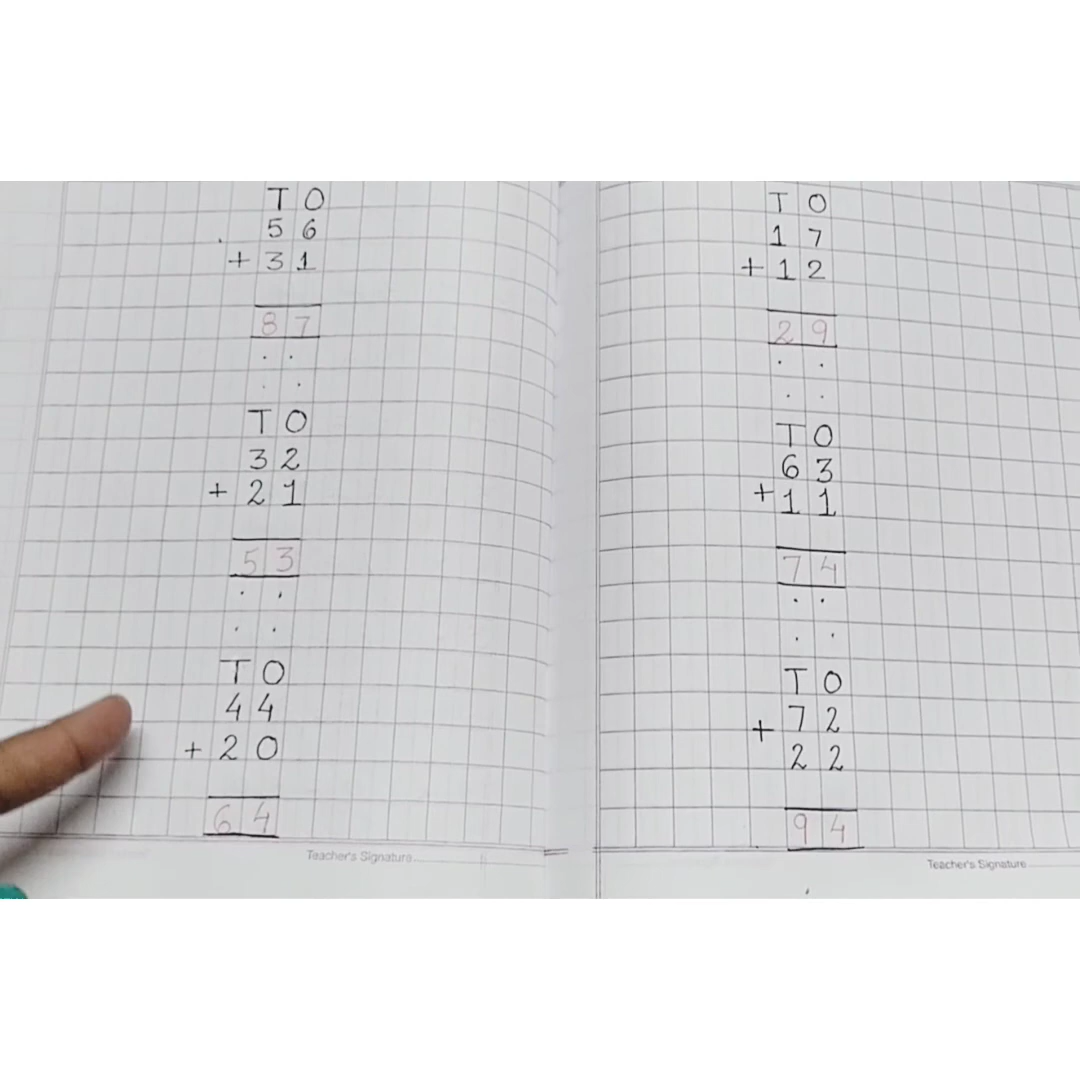 T O
5 6
+ 3 1
8 7
T O
3 2
+ 2 1
5 3
T O
4 4
+ 2 0
6 4
Teacher's Signature
T O
1 7
+ 1 2
2 9
T O
6 3
+ 1 1
7 4
T O
+ 7 2
2 2
9 4
Teacher's Signature